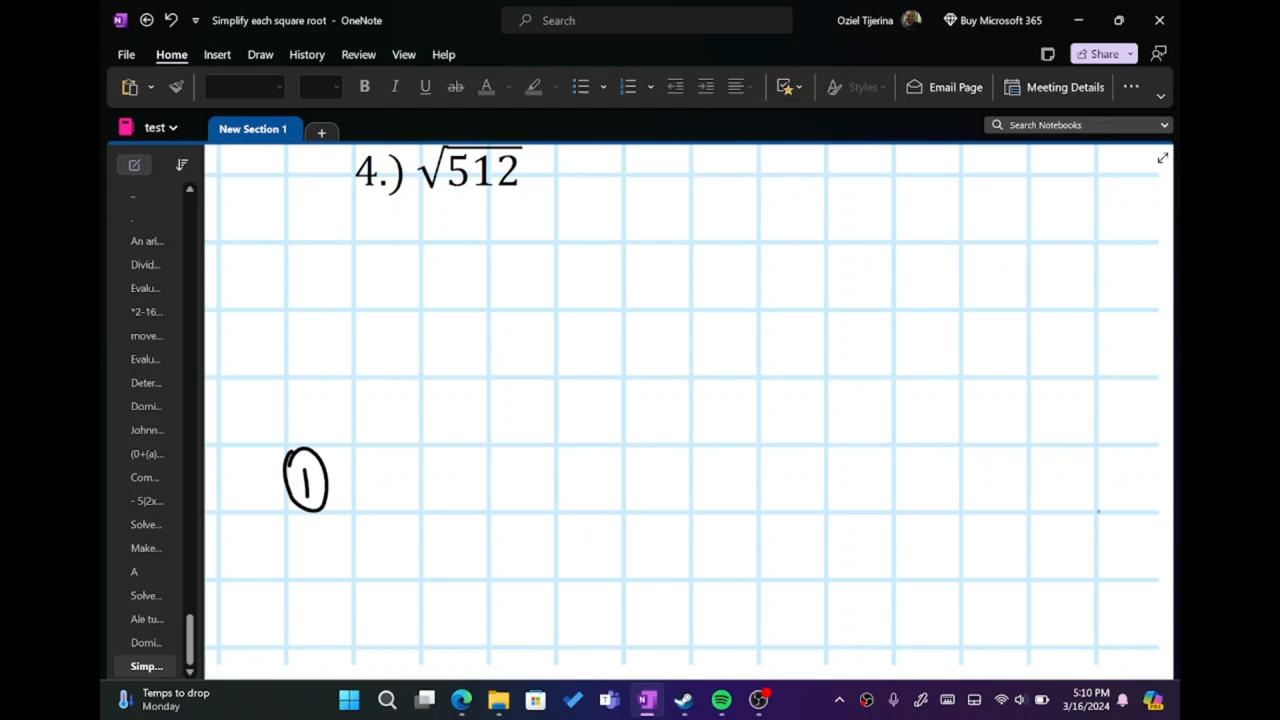 Simplify each square root - OneNote
Search
Oziel Tijerina
Buy Microsoft 365
File Home Insert Draw History Review View Help
Share
B I U ab A
Styles
Email Page
Meeting Details
test
New Section 1
+
Search Notebooks
4.) √512
An ari...
Divid...
Evalu...
*2-16...
move...
Evalu...
Deter...
Domi...
Johnn...
(0+(a)...
Com...
- 5(2x...
Solve...
Make...
A
Solve...
Ale tu...
Domi...
Simp...
1
Temps to drop
Monday
5:10 PM
3/16/2024